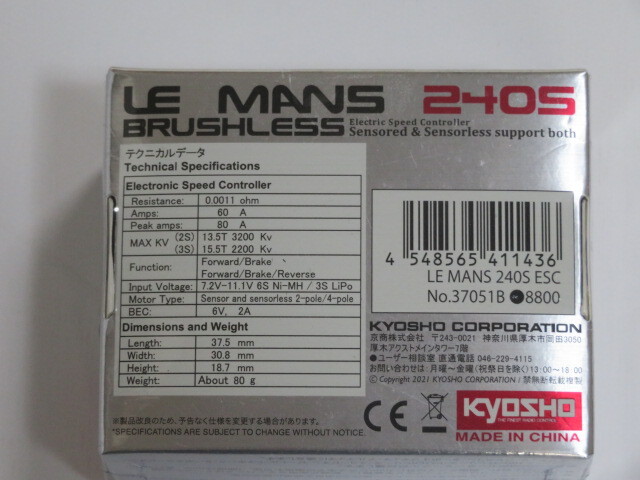 LE MANS 240S
BRUSHLESS Electric Speed Controller
Sensored & Sensorless support both
テクニカルデータ
Technical Specifications
Electronic Speed Controller
Resistance: 0.0011 ohm
Amps: 60 A
Peak amps: 80 A
MAX KV (2S) 13.5T 3200 Kv
(3S) 15.5T 2200 Kv
Function: Forward/Brake
Forward/Brake/Reverse
Input Voltage: 7.2V-11.1V 6S Ni-MH / 3S LiPo
Motor Type: Sensor and sensorless 2-pole/4-pole
BEC: 6V, 2A
Dimensions and Weight
Length: 37.5 mm
Width: 30.8 mm
Height: 18.7 mm
Weight: About 80 g
※製品改良のため、予告なく仕様を変更する場合があります。
*SPECIFICATIONS ARE SUBJECT TO CHANGE WITHOUT NOTICE.
4 548565 411436
LE MANS 240S ESC
No.37051B ●8800
KYOSHO CORPORATION
京商株式会社 〒243-0021 神奈川県厚木市岡田3050
厚木アクストメインタワー7階
●ユーザー相談室 直通電話 046-229-4115
お問い合わせは：月曜～金曜(祝祭日を除く)13:00～18:00
© Copyright 2021 KYOSHO CORPORATION / 禁無断転載複製
CE
KYOSHO
THE FINEST RADIO CONTROL
MADE IN CHINA